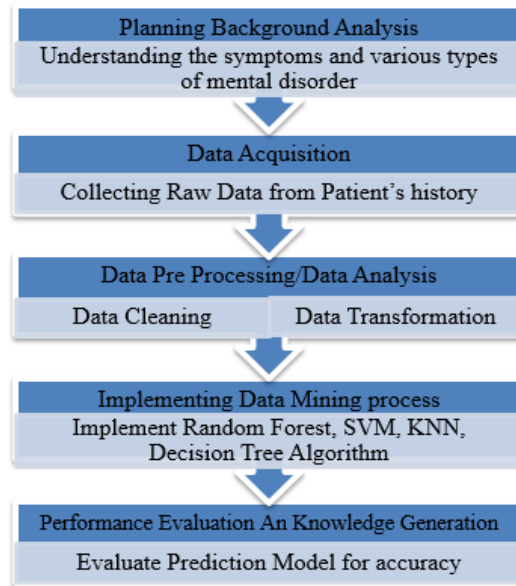 Planning Background Analysis
Understanding the symptoms and various types
of mental disorder
Data Acquisition
Collecting Raw Data from Patient’s history
Data Pre Processing/Data Analysis
Data Cleaning
Data Transformation
Implementing Data Mining process
Implement Random Forest, SVM, KNN,
Decision Tree Algorithm
Performance Evaluation An Knowledge Generation
Evaluate Prediction Model for accuracy